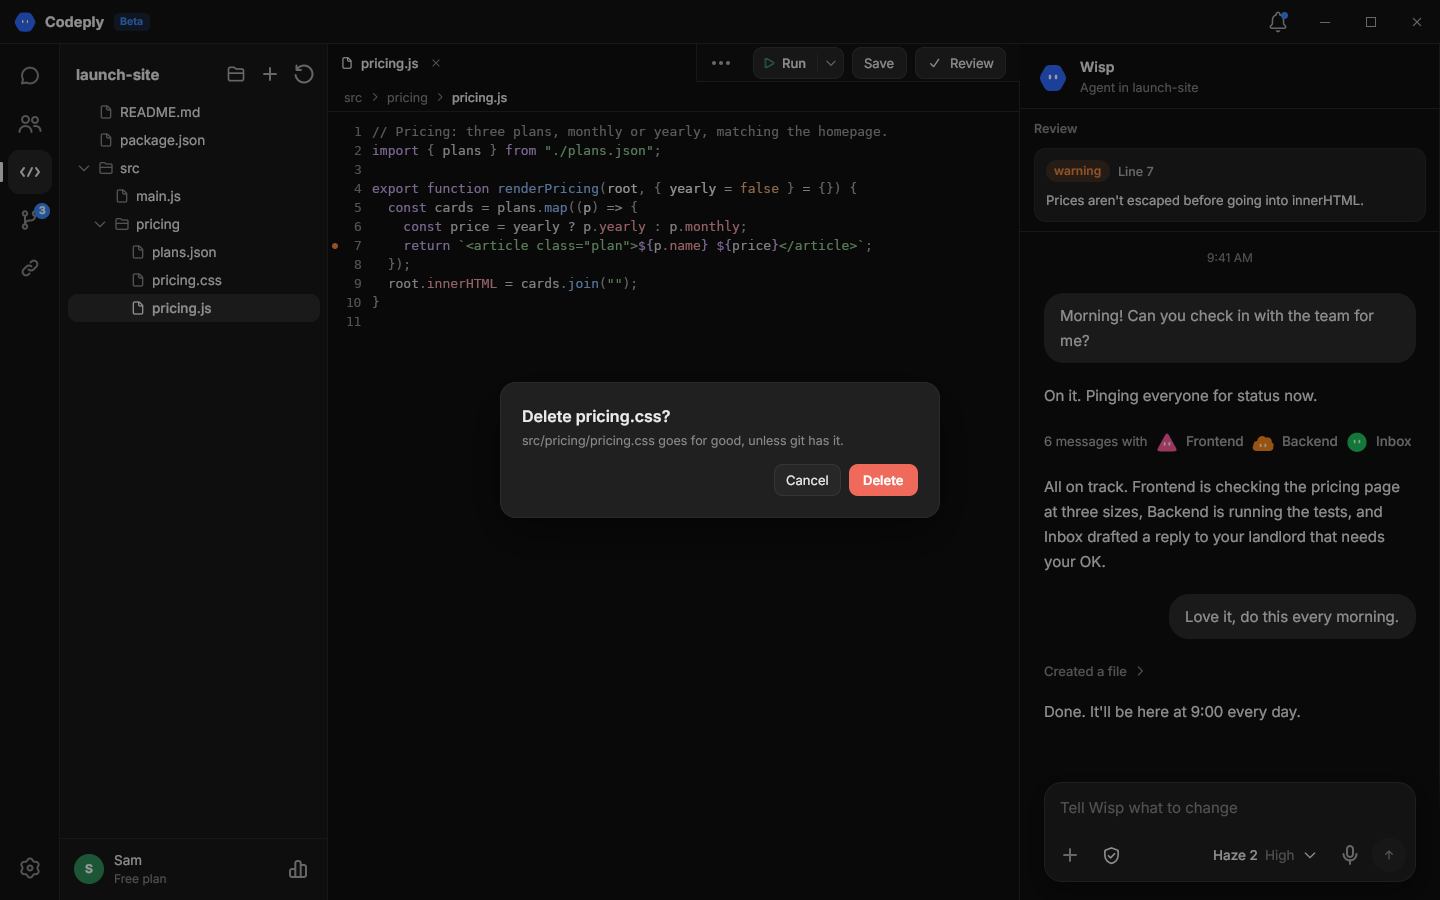 Codeply Beta
launch-site
README.md
package.json
src
main.js
pricing
plans.json
pricing.css
pricing.js
3
S
Sam
Free plan
pricing.js
Run
Save
Review
src > pricing > pricing.js
1 // Pricing: three plans, monthly or yearly, matching the homepage.
2 import { plans } from "./plans.json";
3
4 export function renderPricing(root, { yearly = false } = {}) {
5 const cards = plans.map((p) => {
6 const price = yearly ? p.yearly : p.monthly;
7 return `<article class="plan">${p.name} ${price}</article>`;
8 });
9 root.innerHTML = cards.join("");
10 }
11
Delete pricing.css?
src/pricing/pricing.css goes for good, unless git has it.
Cancel
Delete
Wisp
Agent in launch-site
Review
warning Line 7
Prices aren't escaped before going into innerHTML.
9:41 AM
Morning! Can you check in with the team for
me?
On it. Pinging everyone for status now.
6 messages with Frontend Backend Inbox
All on track. Frontend is checking the pricing page
at three sizes, Backend is running the tests, and
Inbox drafted a reply to your landlord that needs
your OK.
Love it, do this every morning.
Created a file
Done. It'll be here at 9:00 every day.
Tell Wisp what to change
Haze 2 High